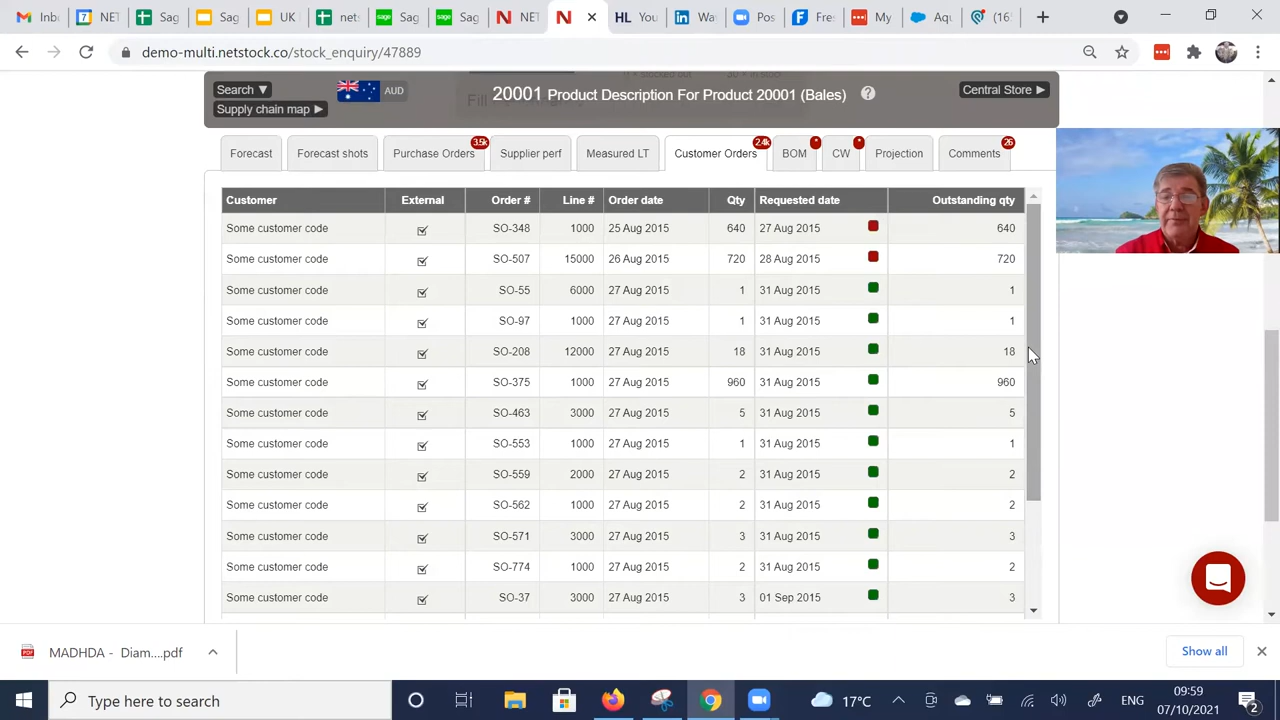 Inb
NE
Sag
Sag
UK
net
Sag
Sag
NET
N
HL You
Wa
Pos
Fre
My
Aqu
(16
demo-multi.netstock.co/stock_enquiry/47889
Search ▼
AUD
20001 Product Description For Product 20001 (Bales)
Central Store ▶
Supply chain map ▶
Fill
Forecast
Forecast shots
Purchase Orders
3.5k
Supplier perf
Measured LT
Customer Orders
2.4k
BOM
*
CW
*
Projection
Comments
26
Customer External Order # Line # Order date Qty Requested date Outstanding qty
Some customer code SO-348 1000 25 Aug 2015 640 27 Aug 2015 640
Some customer code SO-507 15000 26 Aug 2015 720 28 Aug 2015 720
Some customer code SO-55 6000 27 Aug 2015 1 31 Aug 2015 1
Some customer code SO-97 1000 27 Aug 2015 1 31 Aug 2015 1
Some customer code SO-208 12000 27 Aug 2015 18 31 Aug 2015 18
Some customer code SO-375 1000 27 Aug 2015 960 31 Aug 2015 960
Some customer code SO-463 3000 27 Aug 2015 5 31 Aug 2015 5
Some customer code SO-553 1000 27 Aug 2015 1 31 Aug 2015 1
Some customer code SO-559 2000 27 Aug 2015 2 31 Aug 2015 2
Some customer code SO-562 1000 27 Aug 2015 2 31 Aug 2015 2
Some customer code SO-571 3000 27 Aug 2015 3 31 Aug 2015 3
Some customer code SO-774 1000 27 Aug 2015 2 31 Aug 2015 2
Some customer code SO-37 3000 27 Aug 2015 3 01 Sep 2015 3
MADHDA - Diam....pdf
Show all
Type here to search
17°C
ENG
09:59
07/10/2021
2